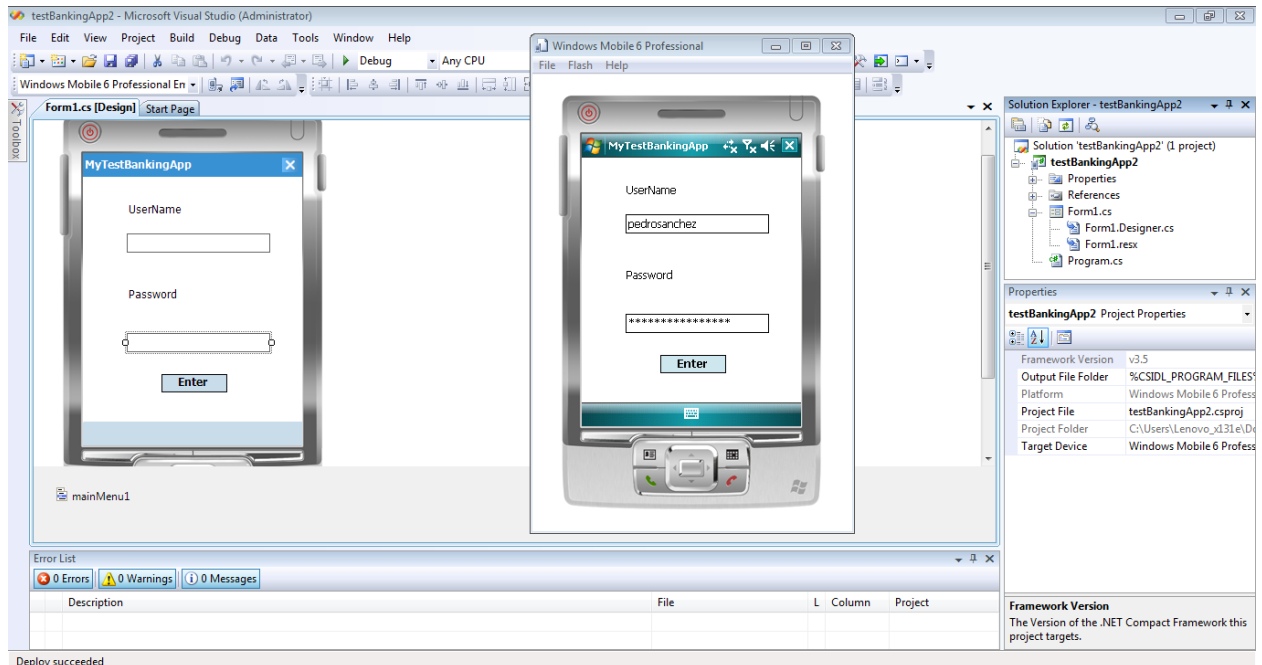 testBankingApp2 - Microsoft Visual Studio (Administrator)
File Edit View Project Build Debug Data Tools Window Help
Debug Any CPU
Windows Mobile 6 Professional En
Form1.cs [Design] Start Page
Toolbox
MyTestBankingApp
UserName
Password
Enter
mainMenu1
Windows Mobile 6 Professional
File Flash Help
MyTestBankingApp
UserName
pedrosanchez
Password
****************
Enter
Solution Explorer - testBankingApp2
Solution 'testBankingApp2' (1 project)
testBankingApp2
Properties
References
Form1.cs
Form1.Designer.cs
Form1.resx
Program.cs
Properties
testBankingApp2 Project Properties
Framework Version v3.5
Output File Folder %CSIDL_PROGRAM_FILES%
Platform Windows Mobile 6 Profess
Project File testBankingApp2.csproj
Project Folder C:\Users\Lenovo_x131e\Do
Target Device Windows Mobile 6 Profess
Framework Version
The Version of the .NET Compact Framework this
project targets.
Error List
0 Errors 0 Warnings 0 Messages
Description File L Column Project
Deploy succeeded